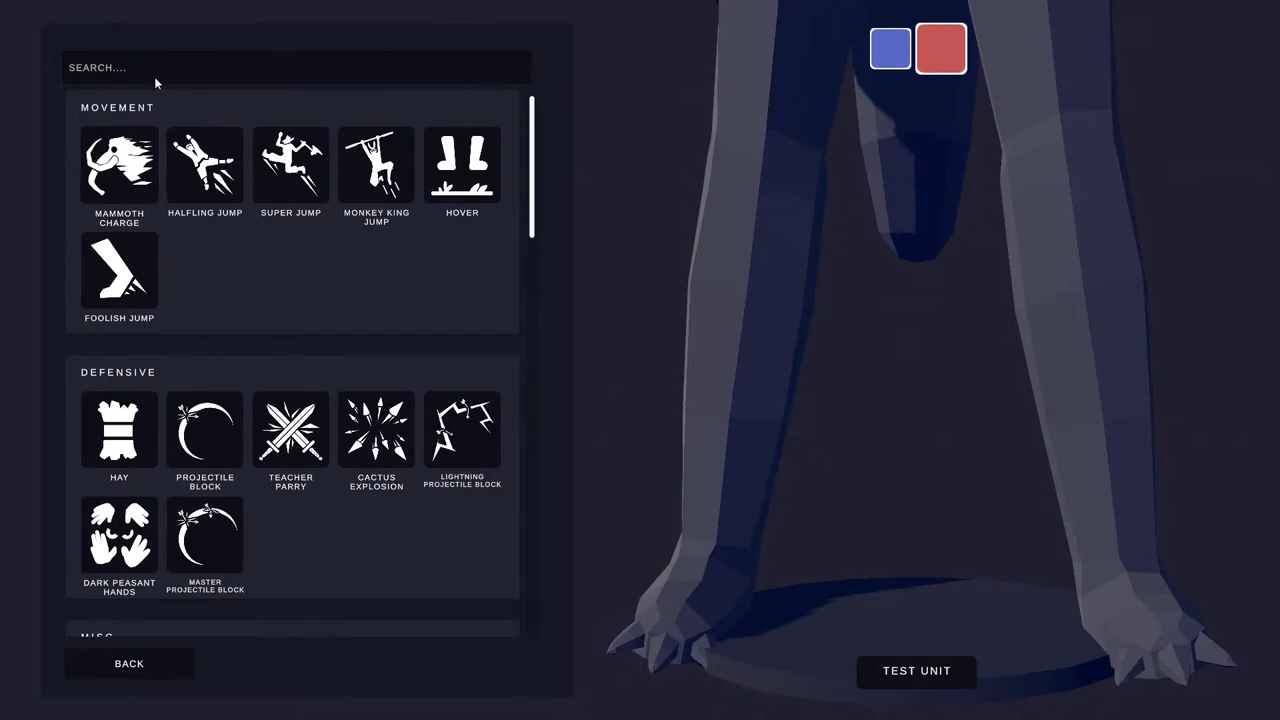 SEARCH....
MOVEMENT
MAMMOTH
CHARGE
HALFLING JUMP
SUPER JUMP
MONKEY KING
JUMP
HOVER
FOOLISH JUMP
DEFENSIVE
HAY
PROJECTILE
BLOCK
TEACHER
PARRY
CACTUS
EXPLOSION
LIGHTNING
PROJECTILE BLOCK
DARK PEASANT
HANDS
MASTER
PROJECTILE BLOCK
MISC
BACK
TEST UNIT